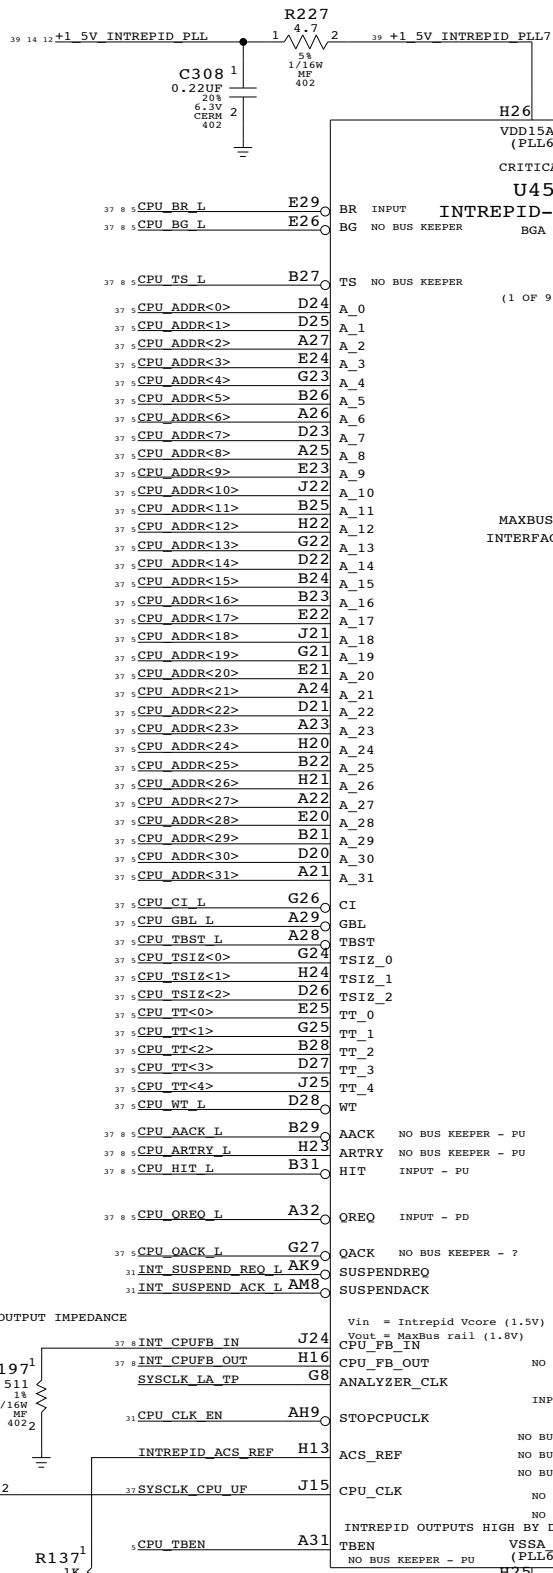 R227
39 14 12 +1_5V_INTREPID_PLL 1 4.7 2 39 +1_5V_INTREPID_PLL7
5%
1/16W
MF
402
C308 1
0.22UF
20%
6.3V
CERM 2
402
H26
VDD15A
(PLL6
CRITICA
U45
INTREPID-
BGA
(1 OF 9
37 8 5 CPU_BR_L E29 BR INPUT
37 8 5 CPU_BG_L E26 BG NO BUS KEEPER
37 8 5 CPU_TS_L B27 TS NO BUS KEEPER
37 5 CPU_ADDR<0> D24 A_0
37 5 CPU_ADDR<1> D25 A_1
37 5 CPU_ADDR<2> A27 A_2
37 5 CPU_ADDR<3> E24 A_3
37 5 CPU_ADDR<4> G23 A_4
37 5 CPU_ADDR<5> B26 A_5
37 5 CPU_ADDR<6> A26 A_6
37 5 CPU_ADDR<7> D23 A_7
37 5 CPU_ADDR<8> A25 A_8
37 5 CPU_ADDR<9> E23 A_9
37 5 CPU_ADDR<10> J22 A_10
37 5 CPU_ADDR<11> B25 A_11
37 5 CPU_ADDR<12> H22 A_12
MAXBUS
INTERFAC
37 5 CPU_ADDR<13> G22 A_13
37 5 CPU_ADDR<14> D22 A_14
37 5 CPU_ADDR<15> B24 A_15
37 5 CPU_ADDR<16> B23 A_16
37 5 CPU_ADDR<17> E22 A_17
37 5 CPU_ADDR<18> J21 A_18
37 5 CPU_ADDR<19> G21 A_19
37 5 CPU_ADDR<20> E21 A_20
37 5 CPU_ADDR<21> A24 A_21
37 5 CPU_ADDR<22> D21 A_22
37 5 CPU_ADDR<23> A23 A_23
37 5 CPU_ADDR<24> H20 A_24
37 5 CPU_ADDR<25> B22 A_25
37 5 CPU_ADDR<26> H21 A_26
37 5 CPU_ADDR<27> A22 A_27
37 5 CPU_ADDR<28> E20 A_28
37 5 CPU_ADDR<29> B21 A_29
37 5 CPU_ADDR<30> D20 A_30
37 5 CPU_ADDR<31> A21 A_31
37 5 CPU_CI_L G26 CI
37 5 CPU_GBL_L A29 GBL
37 5 CPU_TBST_L A28 TBST
37 5 CPU_TSIZ<0> G24 TSIZ_0
37 5 CPU_TSIZ<1> H24 TSIZ_1
37 5 CPU_TSIZ<2> D26 TSIZ_2
37 5 CPU_TT<0> E25 TT_0
37 5 CPU_TT<1> G25 TT_1
37 5 CPU_TT<2> B28 TT_2
37 5 CPU_TT<3> D27 TT_3
37 5 CPU_TT<4> J25 TT_4
37 5 CPU_WT_L D28 WT
37 8 5 CPU_AACK_L B29 AACK NO BUS KEEPER - PU
37 8 5 CPU_ARTRY_L H23 ARTRY NO BUS KEEPER - PU
37 8 5 CPU_HIT_L B31 HIT INPUT - PU
37 8 5 CPU_QREQ_L A32 QREQ INPUT - PD
37 5 CPU_QACK_L G27 QACK NO BUS KEEPER - ?
31 INT_SUSPEND_REQ_L AK9 SUSPENDREQ
31 INT_SUSPEND_ACK_L AM8 SUSPENDACK
OUTPUT IMPEDANCE
Vin = Intrepid Vcore (1.5V)
Vout = MaxBus rail (1.8V)
37 8 INT_CPUFB_IN J24 CPU_FB_IN
37 8 INT_CPUFB_OUT H16 CPU_FB_OUT NO
197 1
511
1%
/16W
MF
402 2
SYSCLK_LA_TP G8 ANALYZER_CLK
INP
31 CPU_CLK_EN AH9 STOPCPUCLK
NO BU
INTREPID_ACS_REF H13 ACS_REF NO BU
NO BU
2 37 SYSCLK_CPU_UF J15 CPU_CLK NO
NO
INTREPID OUTPUTS HIGH BY D
5 CPU_TBEN A31 TBEN VSSA_
NO BUS KEEPER - PU (PLL6
R137 1
1K
H25